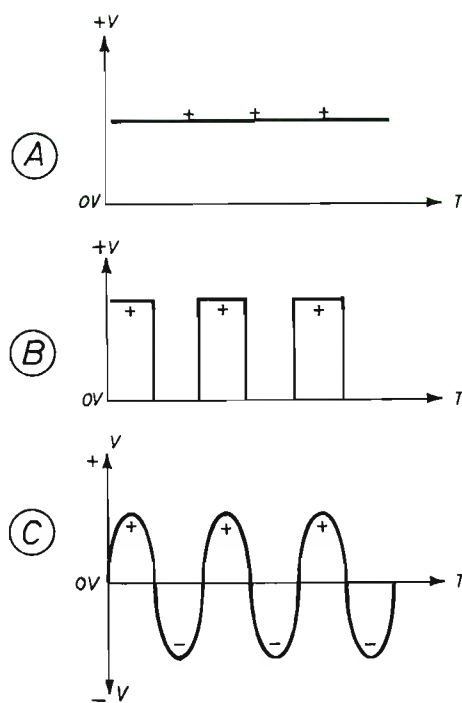 +V
+ + +
A
0V T
+V
+ + +
B
0V T
+ V
+ + +
C
0V T
- - -
- V